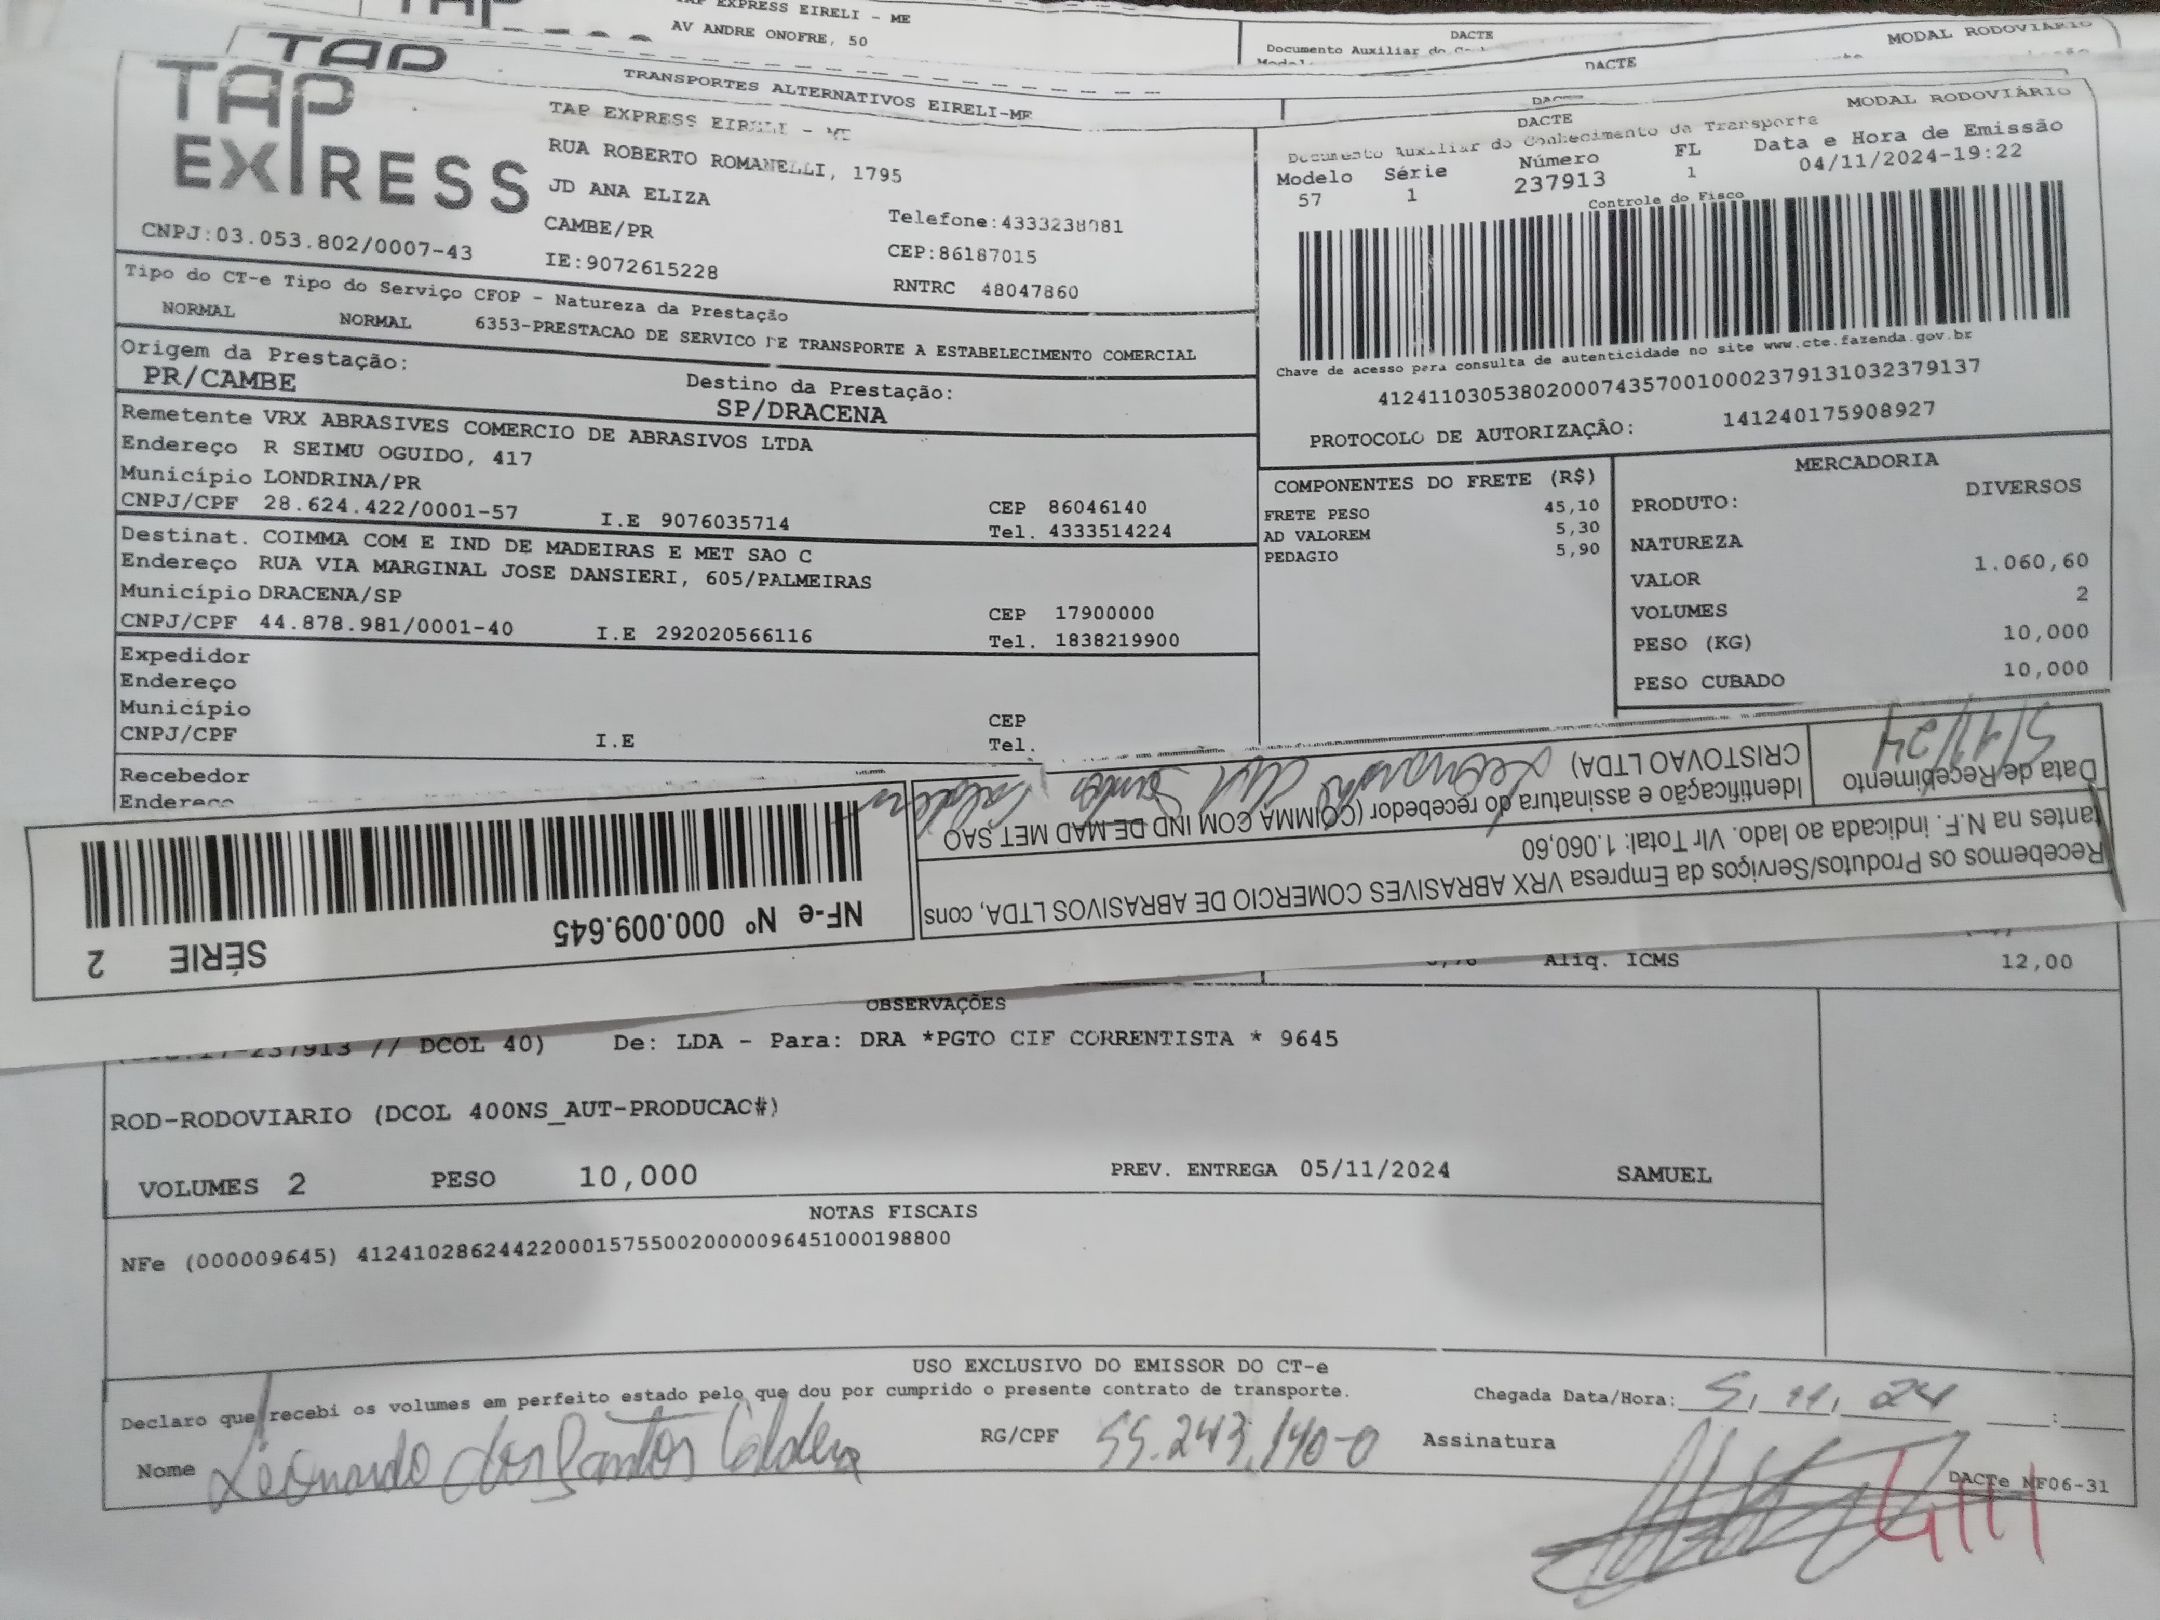 EXPRESS EIRELI - ME
AV ANDRE ONOFRE, 50
DACTE
MODAL RODOVIÁRIO
TAP
TRANSPORTES ALTERNATIVOS EIRELI-ME
DACTE
MODAL RODOVIÁRIO
TAP EXPRESS
TAP EXPRESS EIRELI - ME
RUA ROBERTO ROMANELLI, 1795
JD ANA ELIZA
CAMBE/PR
Telefone:4333238081
CEP:86187015
CNPJ:03.053.802/0007-43
IE:9072615228
RNTRC 48047860
DACTE
Documento Auxiliar do Conhecimento da Transporte
Modelo Série Número FL Data e Hora de Emissão
57 1 237913 1 04/11/2024-19:22
Controle do Fisco
Chave de acesso para consulta de autenticidade no site www.cte.fazenda.gov.br
41241103053802000743570010002379131032379137
PROTOCOLO DE AUTORIZAÇÃO: 141240175908927
Tipo do CT-e Tipo do Serviço CFOP - Natureza da Prestação
NORMAL NORMAL 6353-PRESTACAO DE SERVICO DE TRANSPORTE A ESTABELECIMENTO COMERCIAL
Origem da Prestação:
PR/CAMBE
Destino da Prestação:
SP/DRACENA
Remetente VRX ABRASIVES COMERCIO DE ABRASIVOS LTDA
Endereço R SEIMU OGUIDO, 417
Município LONDRINA/PR
CEP 86046140
CNPJ/CPF 28.624.422/0001-57 I.E 9076035714
Tel. 4333514224
Destinat. COIMMA COM E IND DE MADEIRAS E MET SAO C
Endereço RUA VIA MARGINAL JOSE DANSIERI, 605/PALMEIRAS
Município DRACENA/SP
CEP 17900000
CNPJ/CPF 44.878.981/0001-40 I.E 292020566116
Tel. 1838219900
Expedidor
Endereço
Município
CEP
CNPJ/CPF I.E
Tel.
Recebedor
Endereço
COMPONENTES DO FRETE (R$)
FRETE PESO 45,10
AD VALOREM 5,30
PEDAGIO 5,90
MERCADORIA
PRODUTO: DIVERSOS
NATUREZA
VALOR 1.060,60
VOLUMES 2
PESO (KG) 10,000
PESO CUBADO 10,000
Recebemos os Produtos/Serviços da Empresa VRX ABRASIVES COMERCIO DE ABRASIVOS LTDA, cons
tantes na N.F. indicada ao lado. Vlr Total: 1.060,60
Data de Recebimento
5/11/24
Identificação e assinatura do recebedor (COIMMA COM IND DE MAD MET SAO
CRISTOVAO LTDA)
Leonardo dos Santos Caldeira
NF-e Nº 000.009.645
SÉRIE 2
Aliq. ICMS 12,00
OBSERVAÇÕES
237913 // DCOL 40) De: LDA - Para: DRA *PGTO CIF CORRENTISTA * 9645
ROD-RODOVIARIO (DCOL 400NS_AUT-PRODUCAC#)
VOLUMES 2 PESO 10,000 PREV. ENTREGA 05/11/2024 SAMUEL
NOTAS FISCAIS
NFe (000009645) 41241028624422000157550020000096451000198800
USO EXCLUSIVO DO EMISSOR DO CT-e
Declaro que recebi os volumes em perfeito estado pelo que dou por cumprido o presente contrato de transporte.
Chegada Data/Hora: 5, 11, 24 :
Nome Leonardo dos Santos Caldeira RG/CPF 55.243.140-0 Assinatura
DACTe NF06-31